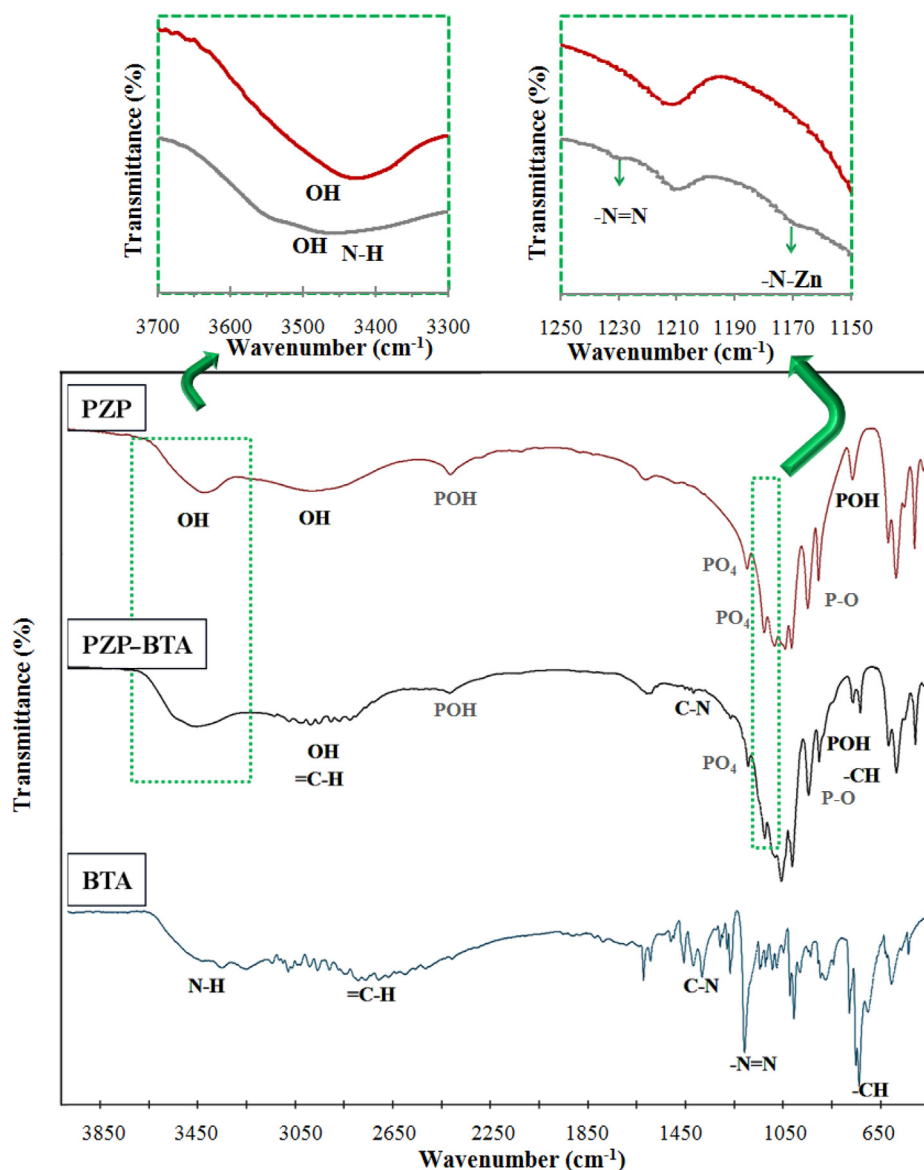 Transmittance (%)
OH
OH
N-H
3700 3600 3500 3400 3300
Wavenumber (cm-1)
Transmittance (%)
-N=N
-N-Zn
1250 1230 1210 1190 1170 1150
Wavenumber (cm-1)
Transmittance (%)
PZP
OH
OH
POH
PO4
PO4
POH
P-O
PZP-BTA
OH
=C-H
POH
C-N
PO4
POH
-CH
P-O
BTA
N-H
=C-H
C-N
-N=N
-CH
3850 3450 3050 2650 2250 1850 1450 1050 650
Wavenumber (cm-1)